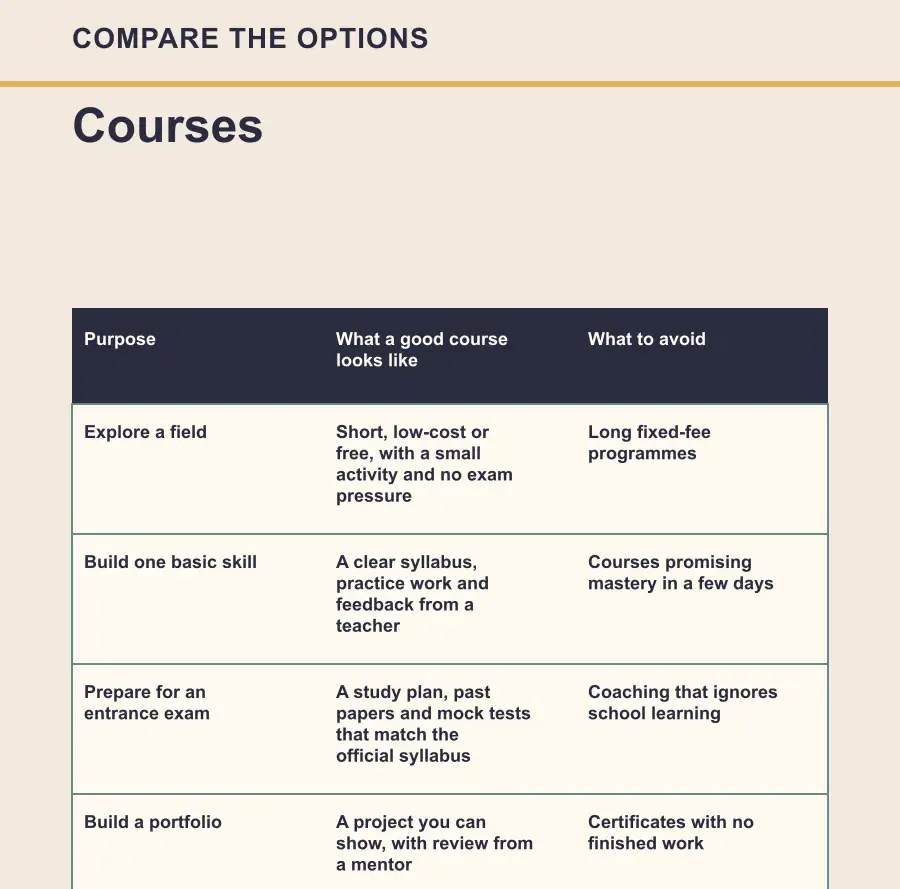 COMPARE THE OPTIONS
Courses
Purpose
What a good course
looks like
What to avoid
Explore a field
Short, low-cost or
free, with a small
activity and no exam
pressure
Long fixed-fee
programmes
Build one basic skill
A clear syllabus,
practice work and
feedback from a
teacher
Courses promising
mastery in a few days
Prepare for an
entrance exam
A study plan, past
papers and mock tests
that match the
official syllabus
Coaching that ignores
school learning
Build a portfolio
A project you can
show, with review from
a mentor
Certificates with no
finished work